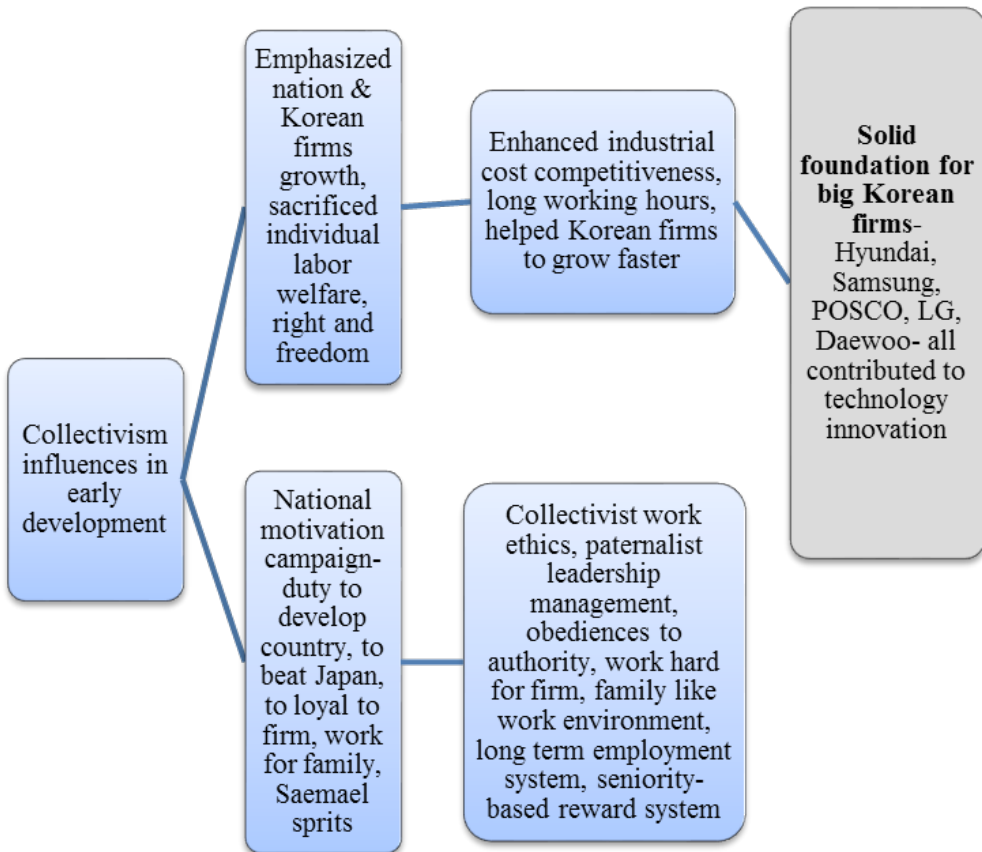 Collectivism
influences in
early
development
Emphasized
nation &
Korean
firms
growth,
sacrificed
individual
labor
welfare,
right and
freedom
Enhanced industrial
cost competitiveness,
long working hours,
helped Korean firms
to grow faster
Solid
foundation for
big Korean
firms-
Hyundai,
Samsung,
POSCO, LG,
Daewoo- all
contributed to
technology
innovation
National
motivation
campaign-
duty to
develop
country, to
beat Japan,
to loyal to
firm, work
for family,
Saemael
sprits
Collectivist work
ethics, paternalist
leadership
management,
obediences to
authority, work hard
for firm, family like
work environment,
long term employment
system, seniority-
based reward system